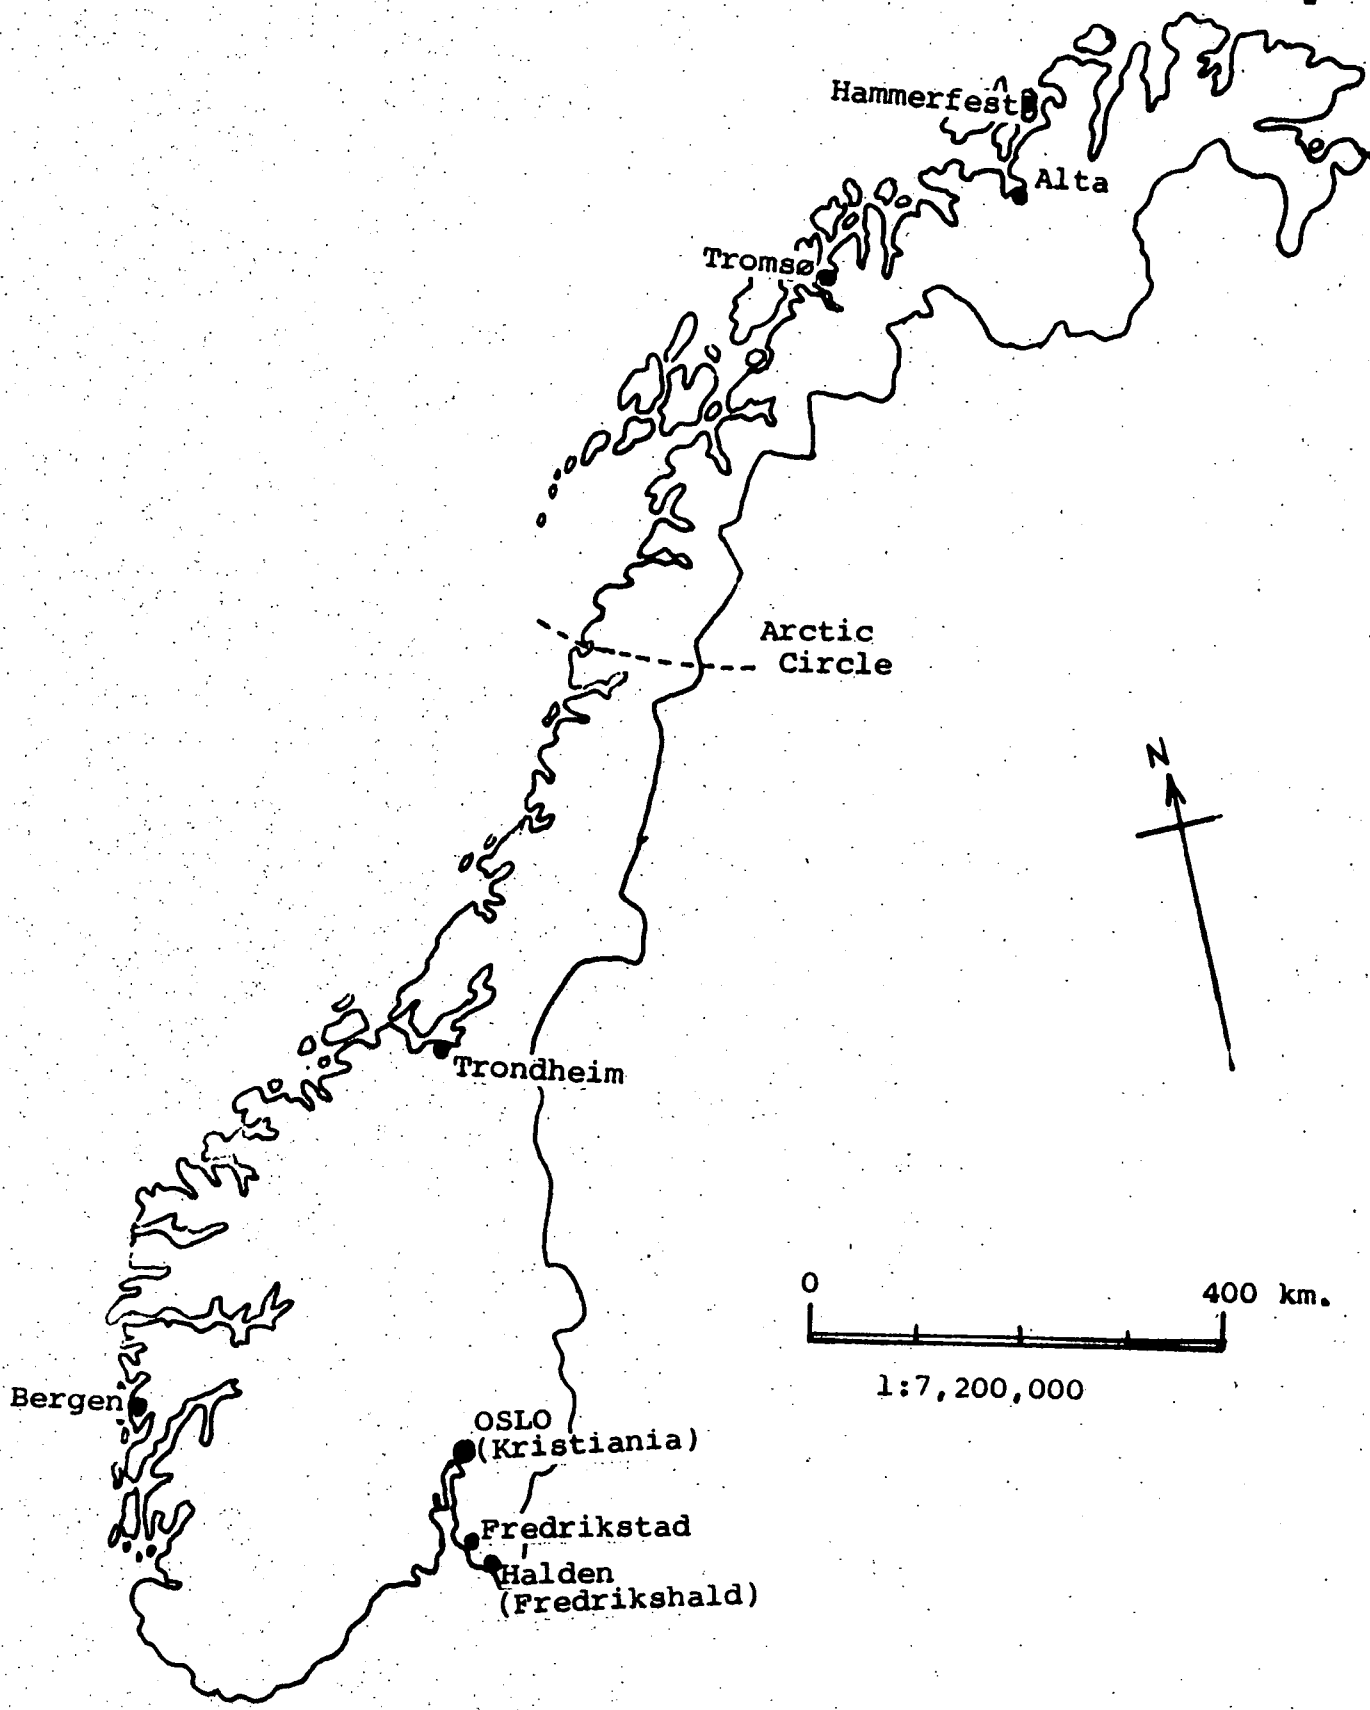 Hammerfest
Alta
Tromsø
Arctic
Circle
N
Trondheim
0
400 km.
1:7,200,000
Bergen
OSLO
(Kristiania)
Fredrikstad
Halden
(Fredrikshald)